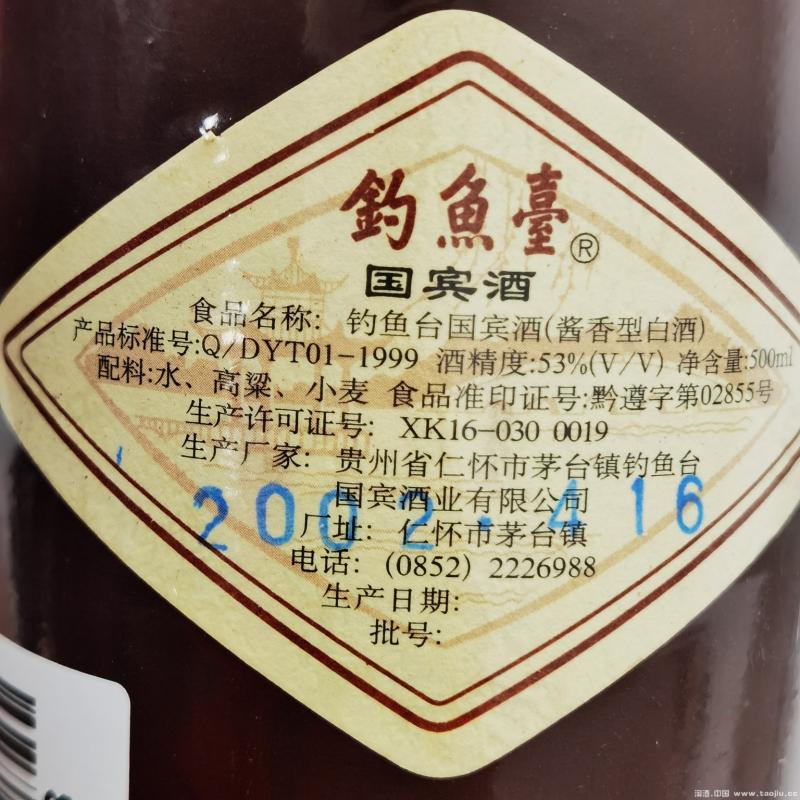 釣魚臺®
国宾酒
食品名称: 钓鱼台国宾酒(酱香型白酒)
产品标准号:Q/DYT01-1999 酒精度:53%(V/V) 净含量:500ml
配料:水、高粱、小麦 食品准印证号:黔遵字第02855号
生产许可证号: XK16-030 0019
生产厂家: 贵州省仁怀市茅台镇钓鱼台
国宾酒业有限公司
2002.4 16
厂址: 仁怀市茅台镇
电话: (0852) 2226988
生产日期:
批号:
淘酒.中国 www.taojiu.cc